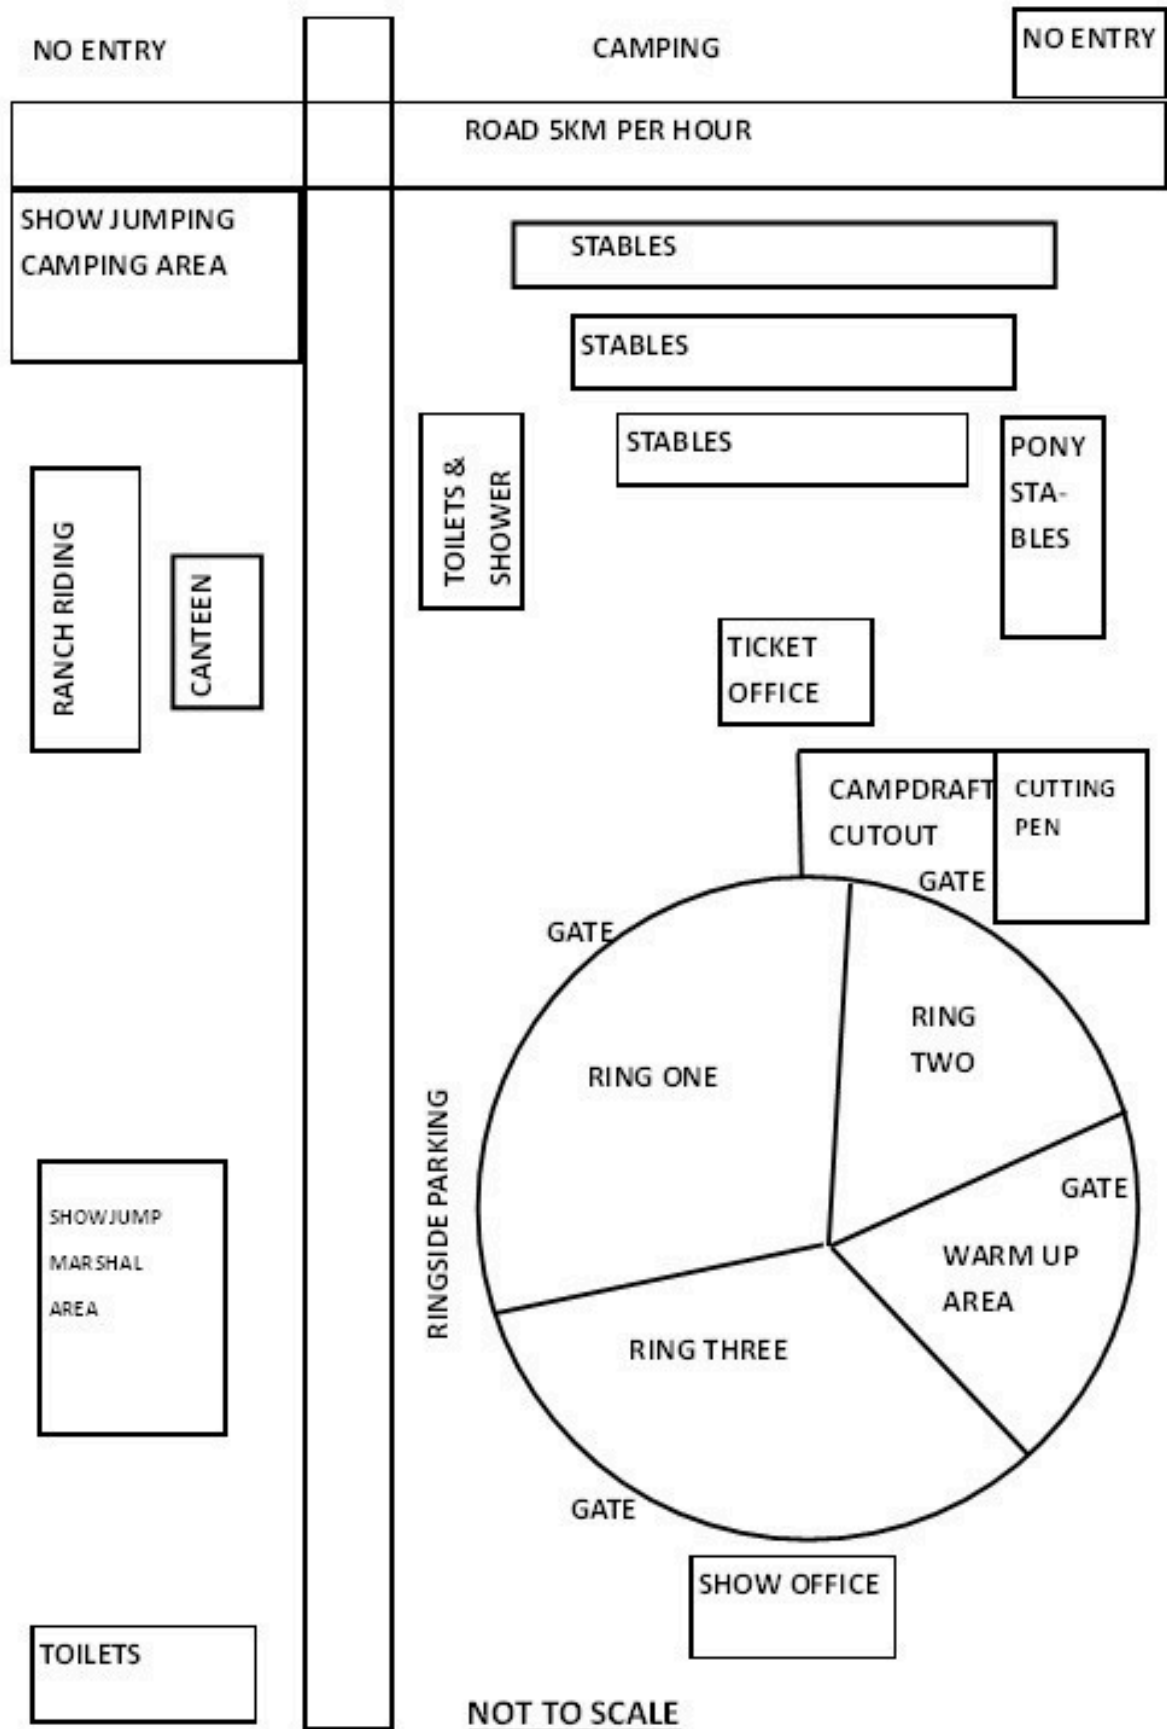 NO ENTRY
CAMPING
NO ENTRY
ROAD 5KM PER HOUR
SHOW JUMPING
CAMPING AREA
STABLES
STABLES
STABLES
TOILETS &
SHOWER
PONY
STA-
BLES
RANCH RIDING
CANTEEN
TICKET
OFFICE
CAMPDRAFT
CUTOUT
CUTTING
PEN
GATE
GATE
RING
TWO
RING ONE
RINGSIDE PARKING
GATE
SHOWJUMP
MARSHAL
AREA
WARM UP
AREA
RING THREE
GATE
SHOW OFFICE
TOILETS
NOT TO SCALE